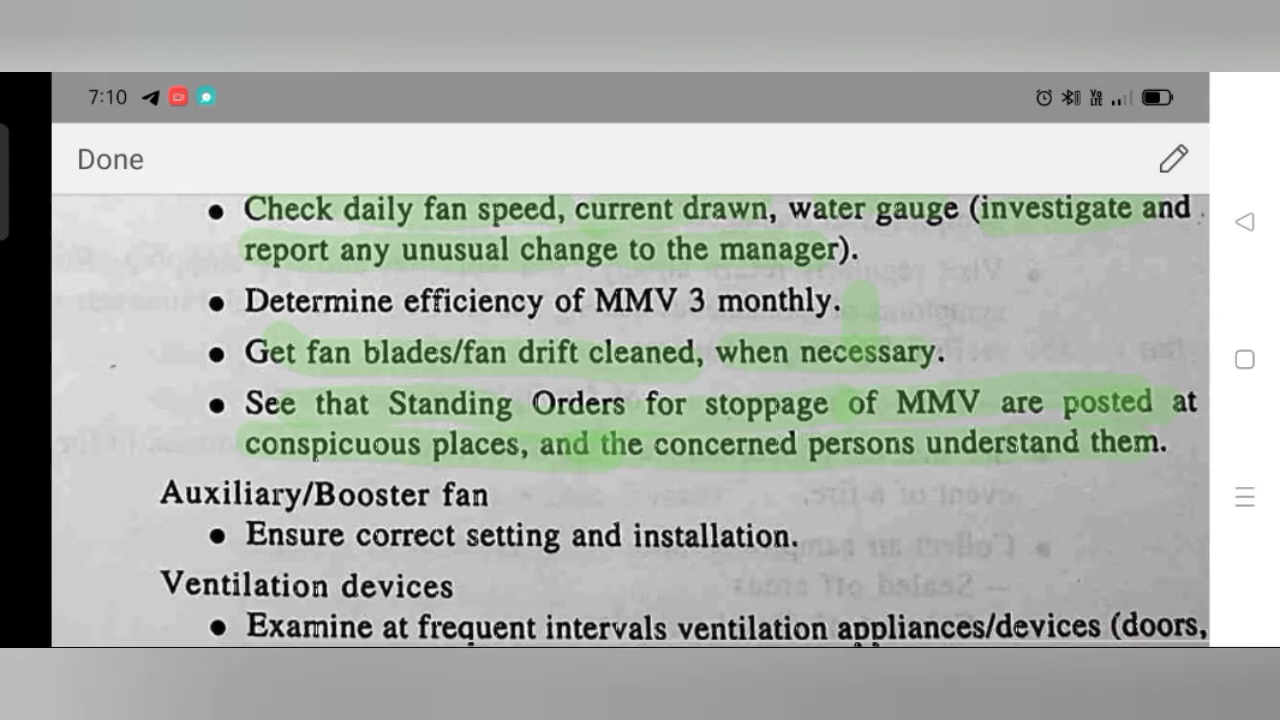 7:10
Done
• Check daily fan speed, current drawn, water gauge (investigate and
report any unusual change to the manager).
• Determine efficiency of MMV 3 monthly.
• Get fan blades/fan drift cleaned, when necessary.
• See that Standing Orders for stoppage of MMV are posted at
conspicuous places, and the concerned persons understand them.
Auxiliary/Booster fan
• Ensure correct setting and installation.
Ventilation devices
• Examine at frequent intervals ventilation appliances/devices (doors,